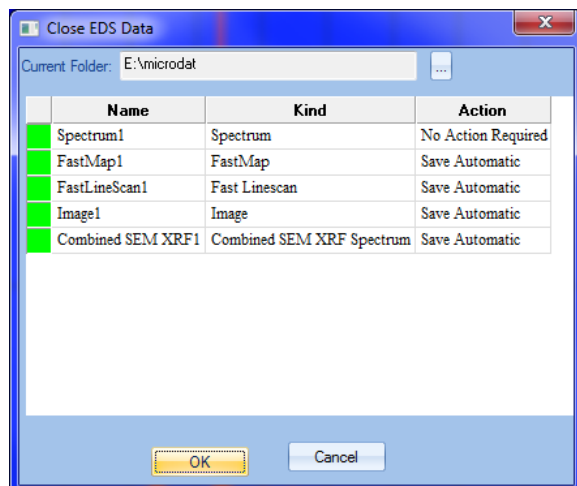 Close EDS Data
x
Current Folder: E:\microdat ...
Name Kind Action
Spectrum1 Spectrum No Action Required
FastMap1 FastMap Save Automatic
FastLineScan1 Fast Linescan Save Automatic
Image1 Image Save Automatic
Combined SEM XRF1 Combined SEM XRF Spectrum Save Automatic
OK Cancel